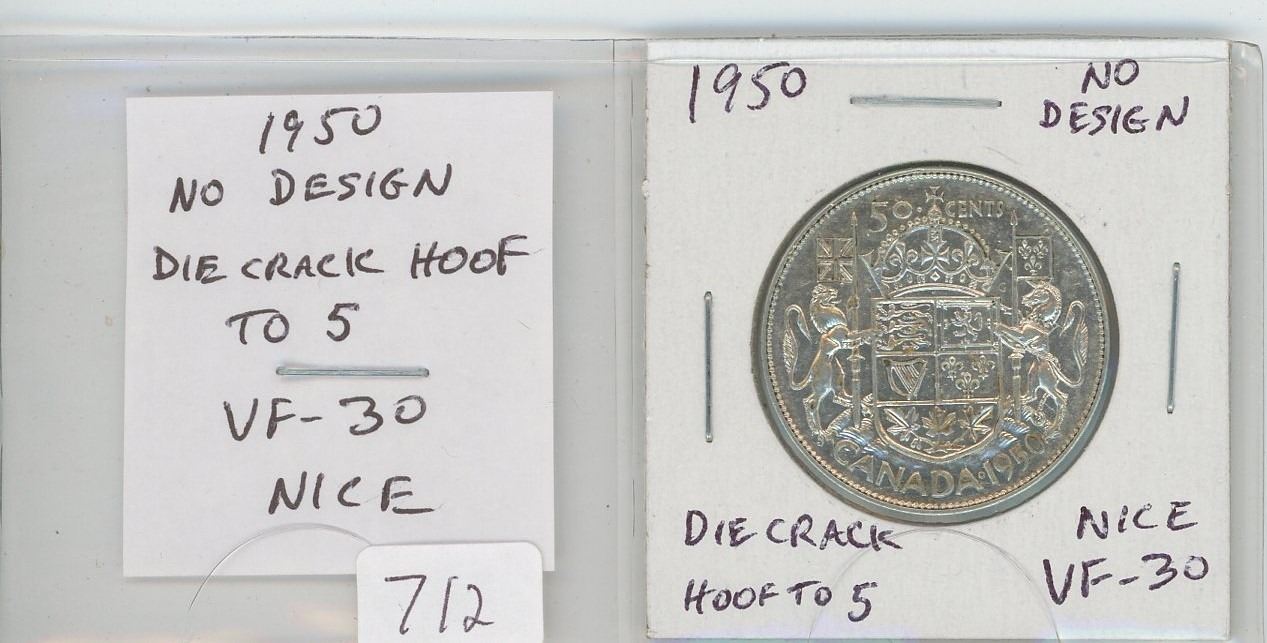 1950
NO DESIGN
DIE CRACK HOOF
TO 5
VF-30
NICE
712
1950
NO
DESIGN
50 · CENTS
CANADA · 1950
DIE CRACK
HOOF TO 5
NICE
VF-30